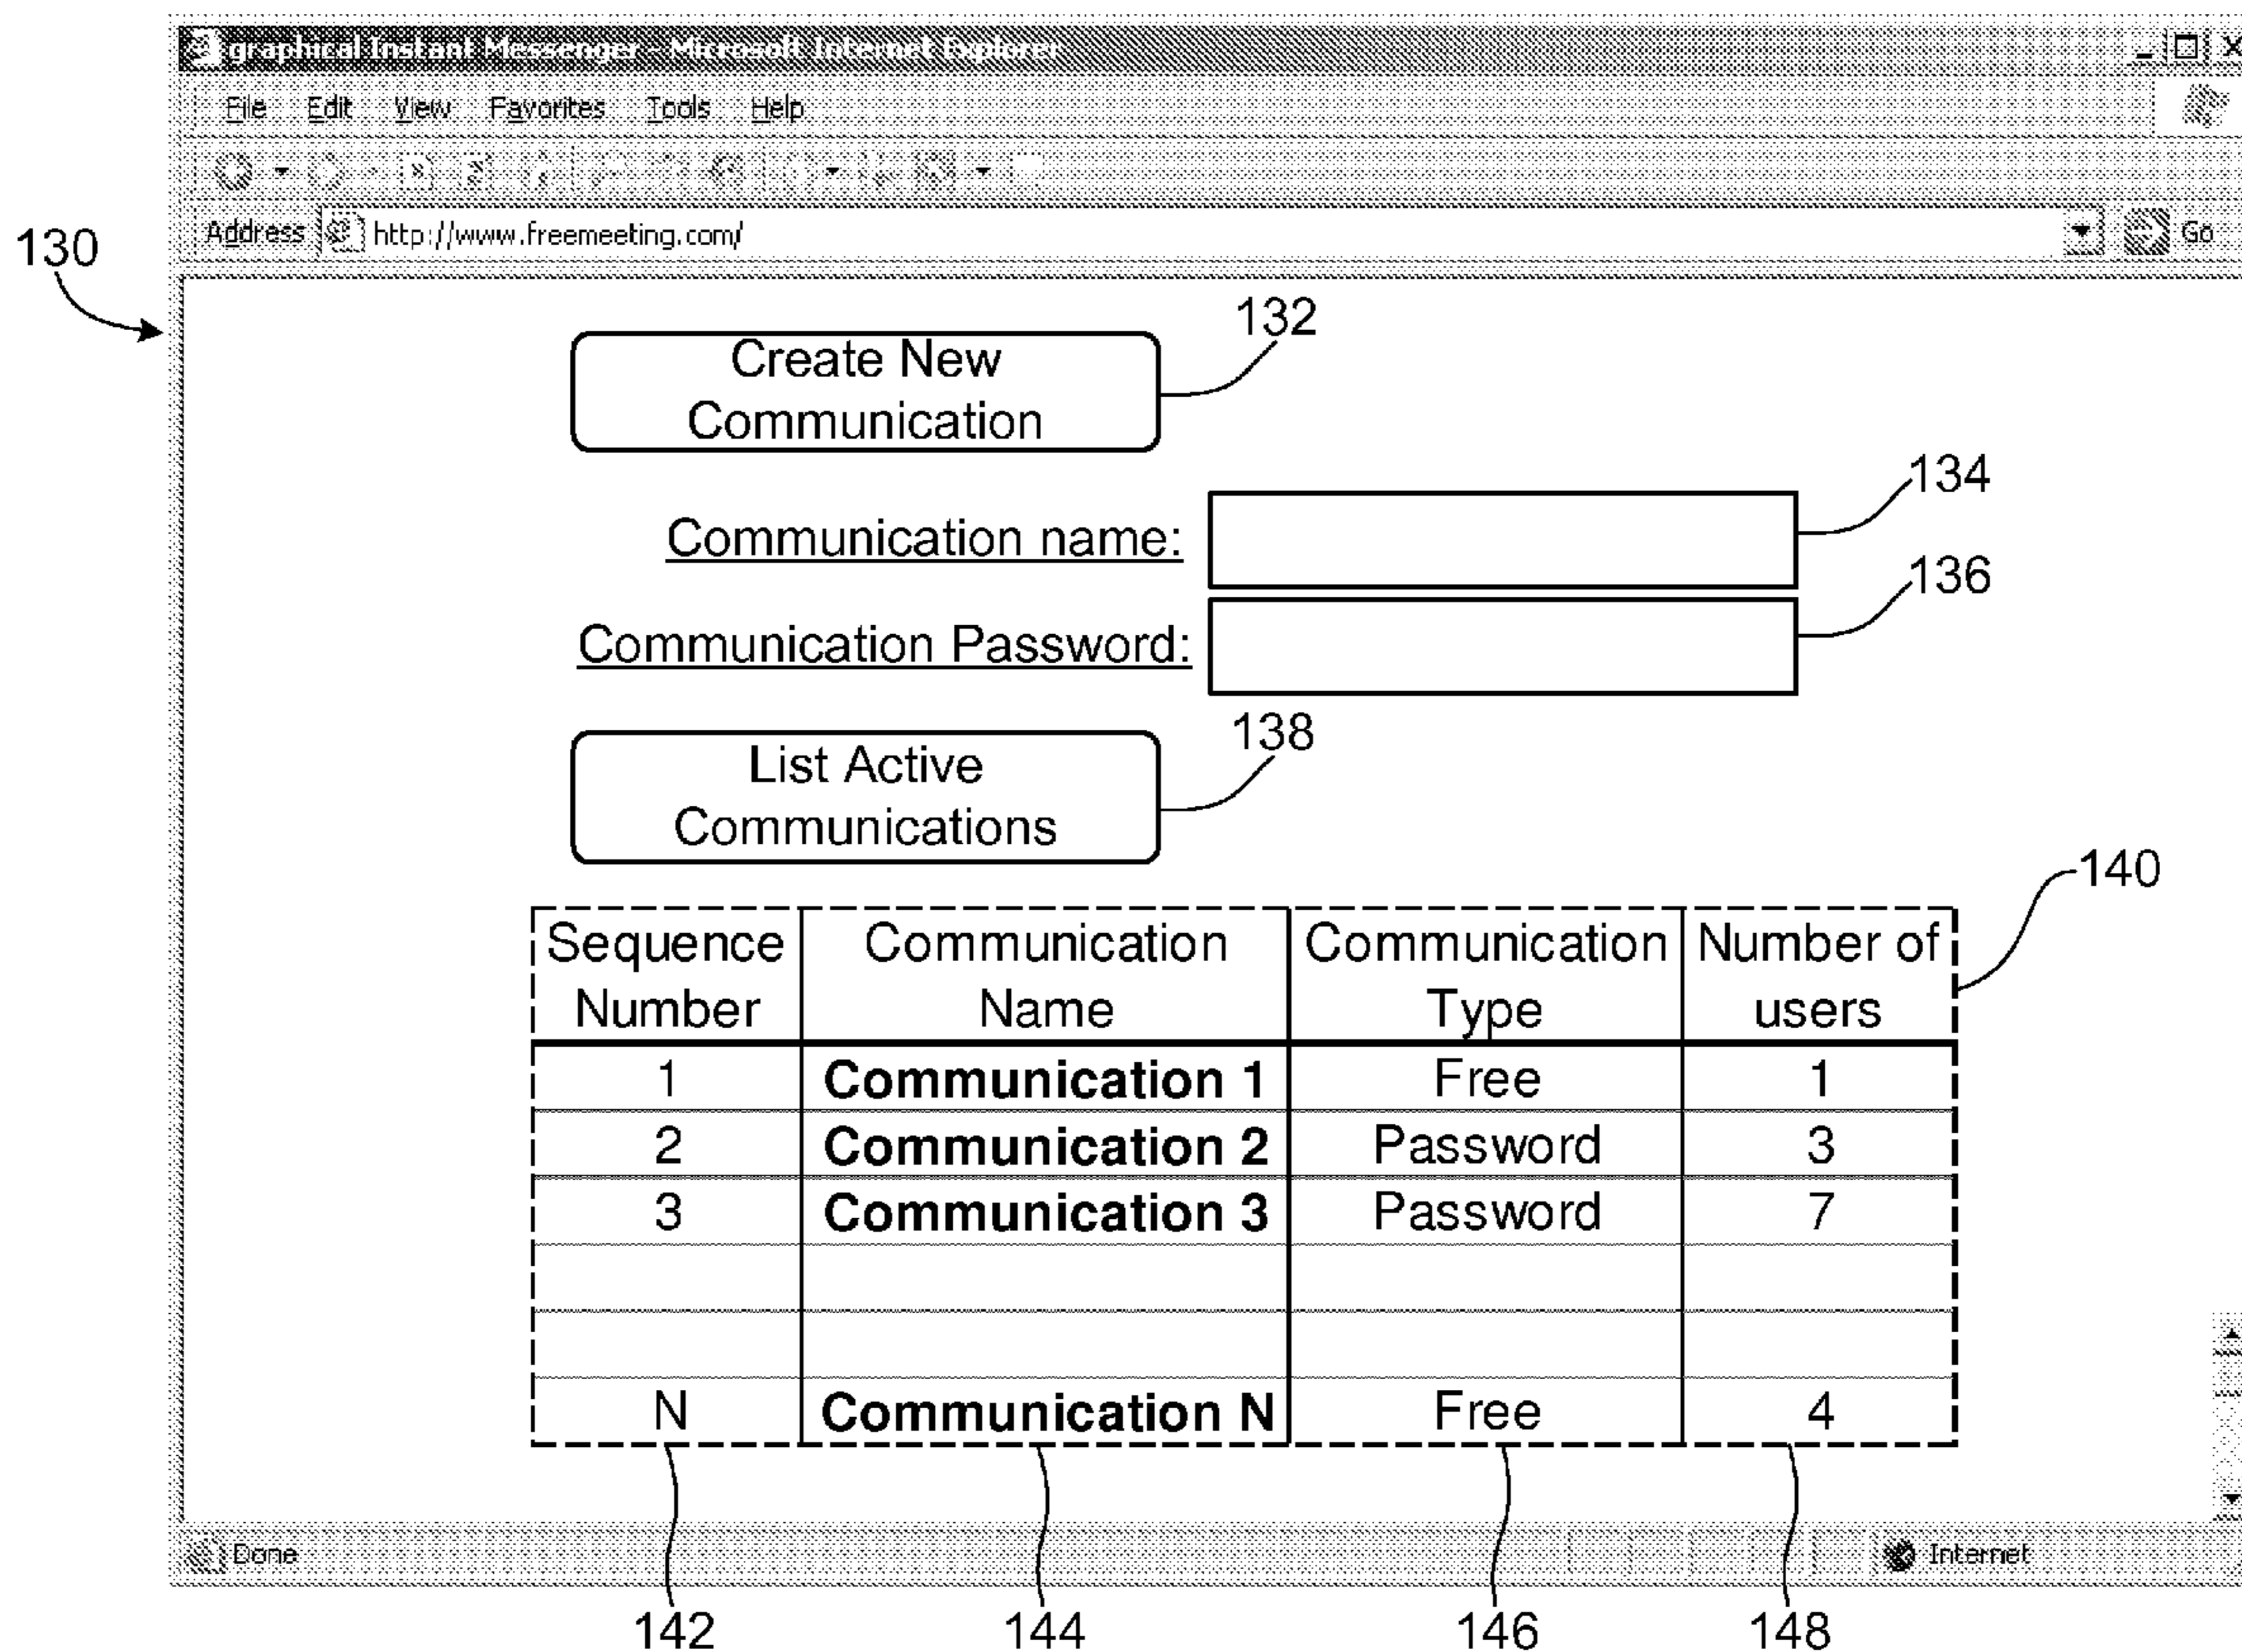 graphical Instant Messenger - Microsoft Internet Explorer
File Edit View Favorites Tools Help
Address http://www.freemeeting.com/ Go
130
132
Create New
Communication
134
Communication name:
136
Communication Password:
138
List Active
Communications
140
Sequence Number Communication Name Communication Type Number of users
1 Communication 1 Free 1
2 Communication 2 Password 3
3 Communication 3 Password 7
N Communication N Free 4
Done Internet
142 144 146 148